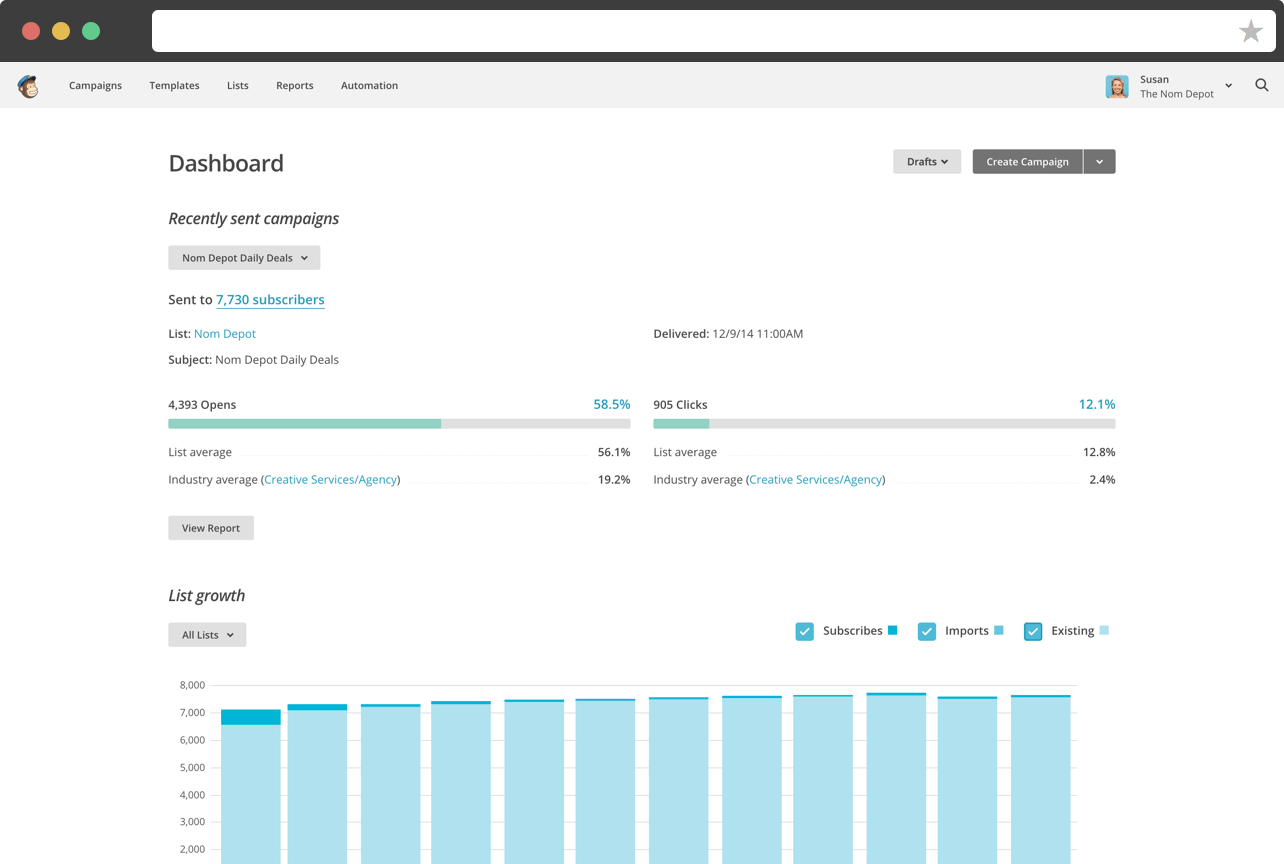 Campaigns Templates Lists Reports Automation
Susan
The Nom Depot
Dashboard
Drafts
Create Campaign
Recently sent campaigns
Nom Depot Daily Deals
Sent to 7,730 subscribers
List: Nom Depot
Delivered: 12/9/14 11:00AM
Subject: Nom Depot Daily Deals
4,393 Opens 58.5%
905 Clicks 12.1%
List average 56.1%
List average 12.8%
Industry average (Creative Services/Agency) 19.2%
Industry average (Creative Services/Agency) 2.4%
View Report
List growth
All Lists
Subscribes Imports Existing
8,000
7,000
6,000
5,000
4,000
3,000
2,000